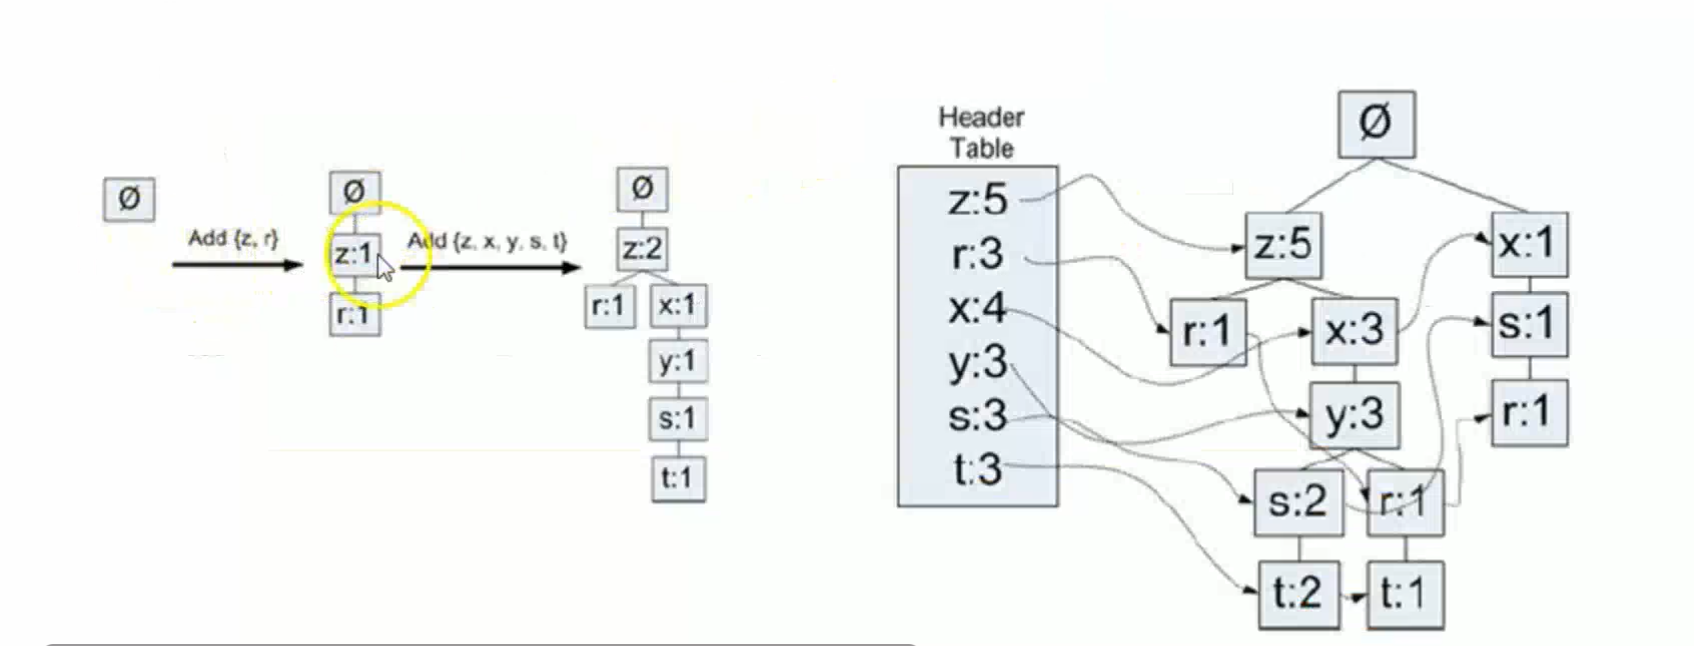 Ø
Add {z, r}
Ø
z:1
r:1
Add {z, x, y, s, t}
Ø
z:2
r:1
x:1
y:1
s:1
t:1
Header
Table
z:5
r:3
x:4
y:3
s:3
t:3
Ø
z:5
x:1
r:1
x:3
s:1
y:3
r:1
s:2
r:1
t:2
t:1